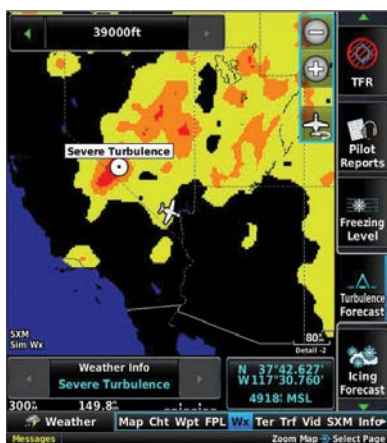 39000ft
TFR
Severe Turbulence
Pilot
Reports
Freezing
Level
Turbulence
Forecast
SXM
Sim Wx
80
Detail -2
Weather Info
Severe Turbulence
N 37°42.627'
W117°30.760'
4918 MSL
Icing
Forecast
300°
149.8
Weather
Map Cht Wpt FPL Wx Ter Trf Vid SXM Info
Messages
Zoom Map Select Page